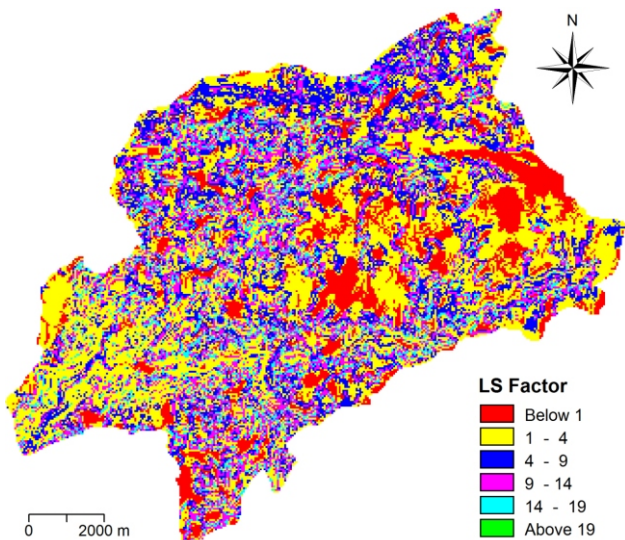 N
LS Factor
Below 1
1 - 4
4 - 9
9 - 14
14 - 19
Above 19
0 2000 m